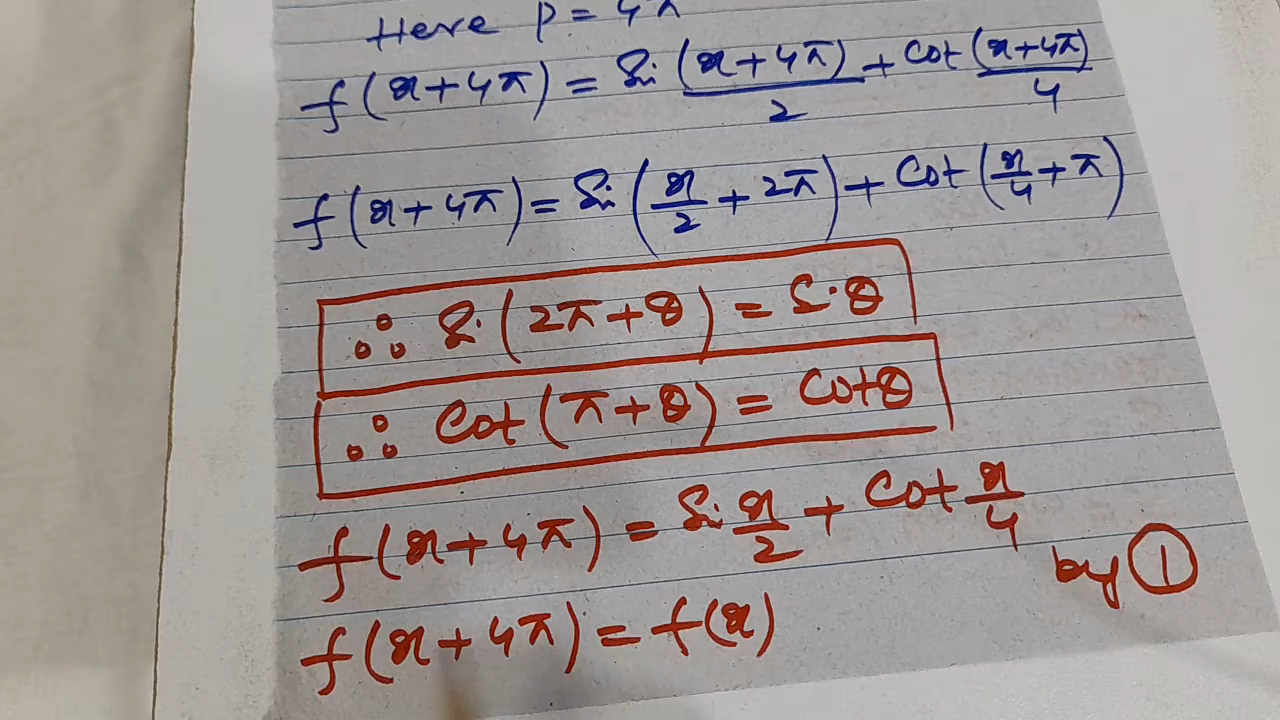 Here P = 4π
f(x+4π) = Sin (x+4π)/2 + Cot (x+4π)/4
f(x+4π) = Sin (x/2 + 2π) + Cot (x/4 + π)
∴ Sin (2π+θ) = Sinθ
∴ Cot (π+θ) = Cotθ
f(x+4π) = Sin x/2 + Cot x/4
by ①
f(x+4π) = f(x)